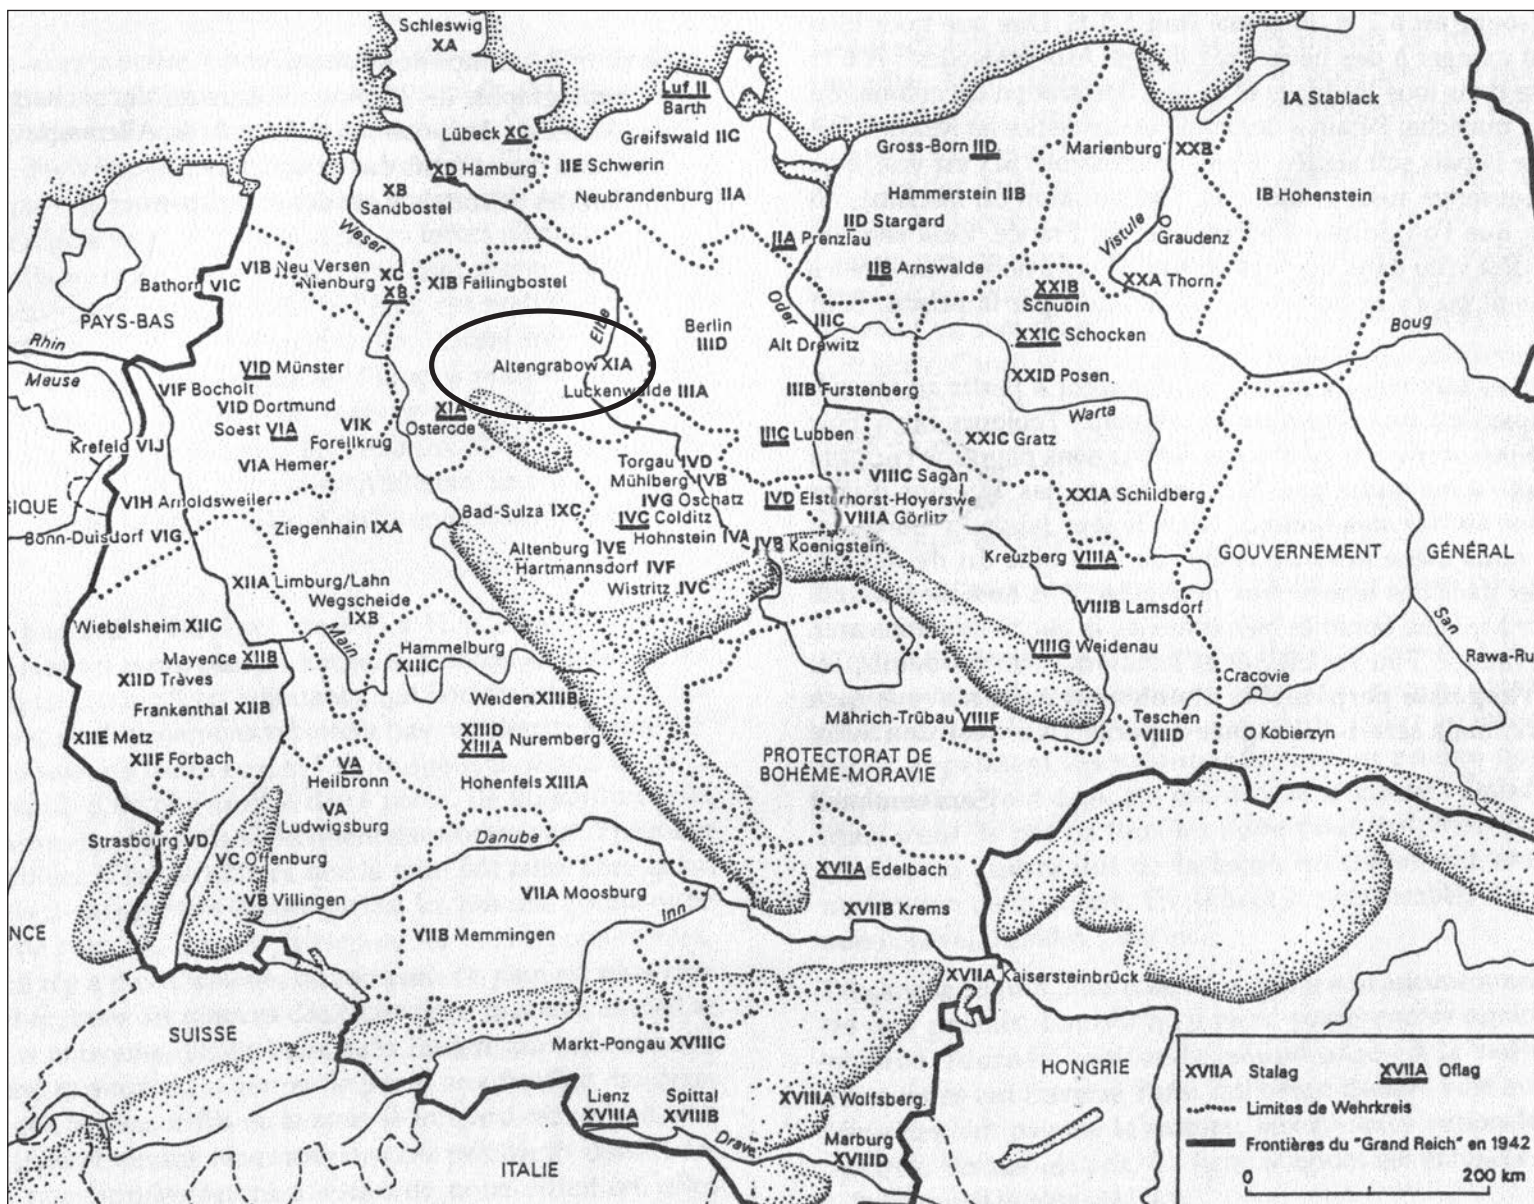 Schleswig
XA
Luf II
Barth
IA Stablack
Lübeck XC
Greifswald IIC
Gross-Born IID
Marienburg XXB
IIE Schwerin
XD Hamburg
XB
Sandbostel
Neubrandenburg IIA
Hammerstein IIB
IB Hohenstein
IID Stargard
Weser
IIA Prenzlau
Vistule
Graudenz
VIB Neu Versen
Nienburg
XC
XB
XIB Fallingbostel
IIB Arnswalde
XXIB
Schubin
XXA Thorn
Bathorn VIC
PAYS-BAS
Elbe
Oder
Berlin
IIID
IIIC
Alt Drewitz
XXIC Schocken
Boug
Rhin
Meuse
VID Münster
Altengrabow XIA
XXID Posen
VIF Bocholt
Luckenwalde IIIA
IIIB Furstenberg
VID Dortmund
Soest VIA
VIK
Forellkrug
XIA
Osterode
Warta
Krefeld VIJ
IIIC Lubben
XXIC Gratz
VIA Hemer
Torgau IVD
Mühlberg IVB
VIIIC Sagan
GIQUE
VIH Arnoldsweiler
IVG Oschatz
IVD Elsterhorst-Hoyerswe
XXIA Schildberg
Ziegenhain IXA
Bad-Sulza IXC
IVC Colditz
VIIIA Görlitz
Bonn-Duisdorf VIG
Hohnstein IVA
IVB Koenigstein
Altenburg IVE
Hartmannsdorf IVF
Kreuzberg VIIIA
GOUVERNEMENT GÉNÉRAL
XIIA Limburg/Lahn
Wistritz IVC
Wegscheide
IXB
VIIIB Lamsdorf
San
Wiebelsheim XIIC
Main
Hammelburg
XIIIC
VIIIG Weidenau
Rawa-Ru
Mayence XIIB
XIID Trèves
Cracovie
Frankenthal XIIB
Weiden XIIIB
Mährich-Trübau VIIIF
Teschen
VIIID
Kobierzyn
XIIE Metz
XIIF Forbach
XIIID
XIIIA Nuremberg
PROTECTORAT DE
BOHÊME-MORAVIE
VA
Heilbronn
Hohenfels XIIIA
VA
Ludwigsburg
Strasbourg VD
Danube
VC Offenburg
XVIIA Edelbach
VIIA Moosburg
VB Villingen
Inn
XVIIB Krems
NCE
VIIB Memmingen
XVIIA Kaisersteinbrück
SUISSE
Markt-Pongau XVIIIC
HONGRIE
XVIIA Stalag
XVIIA Oflag
Lienz
XVIIIA
Spittal
XVIIIB
XVIIIA Wolfsberg
Limites de Wehrkreis
Drave
Marburg
XVIIID
Frontières du "Grand Reich" en 1942
ITALIE
0 200 km